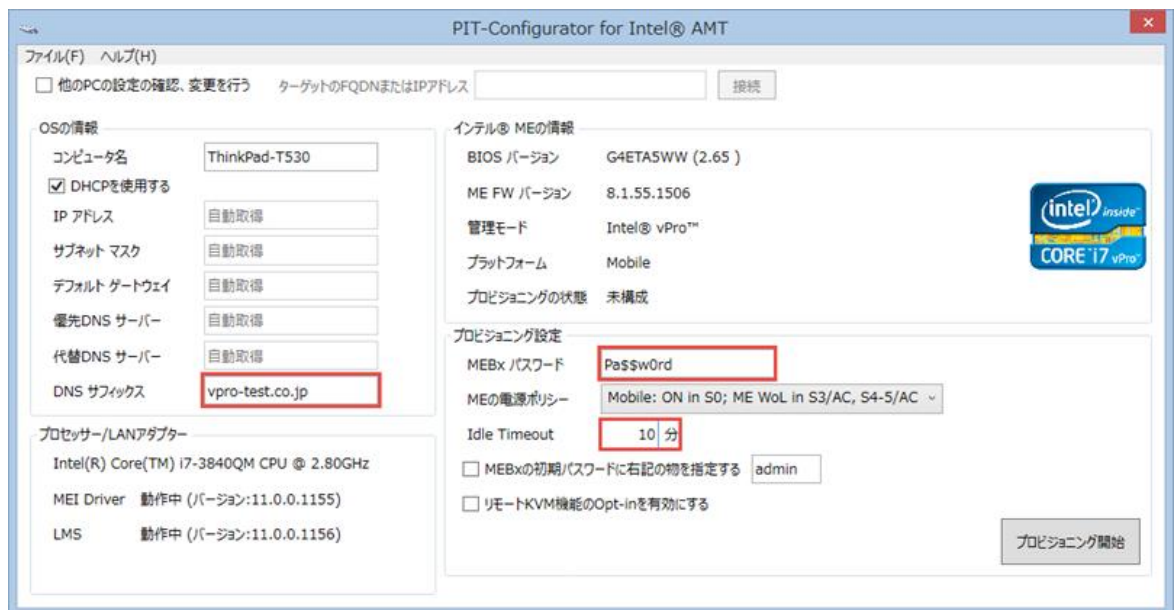 PIT-Configurator for Intel® AMT
ファイル(F) ヘルプ(H)
他のPCの設定の確認、変更を行う ターゲットのFQDNまたはIPアドレス 接続
OSの情報
コンピュータ名 ThinkPad-T530
DHCPを使用する
IP アドレス 自動取得
サブネット マスク 自動取得
デフォルト ゲートウェイ 自動取得
優先DNS サーバー 自動取得
代替DNS サーバー 自動取得
DNS サフィックス vpro-test.co.jp
プロセッサー/LANアダプター
Intel(R) Core(TM) i7-3840QM CPU @ 2.80GHz
MEI Driver 動作中 (バージョン:11.0.0.1155)
LMS 動作中 (バージョン:11.0.0.1156)
インテル® MEの情報
BIOS バージョン G4ETA5WW (2.65 )
ME FW バージョン 8.1.55.1506
管理モード Intel® vPro™
プラットフォーム Mobile
プロビジョニングの状態 未構成
(intel) inside™
CORE™i7 vPro™
プロビジョニング設定
MEBx パスワード Pa$$w0rd
MEの電源ポリシー Mobile: ON in S0; ME WoL in S3/AC, S4-5/AC
Idle Timeout 10 分
MEBxの初期パスワードに右記の物を指定する admin
リモートKVM機能のOpt-inを有効にする
プロビジョニング開始